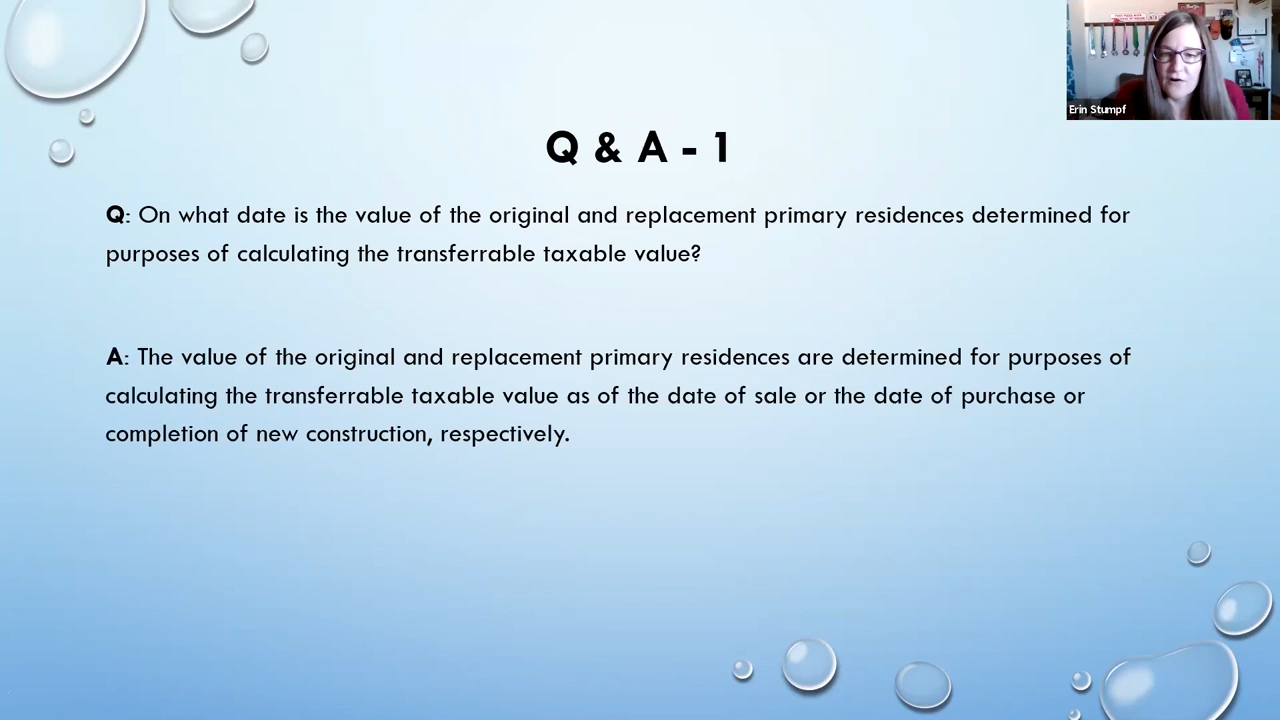 Erin Stumpf
Q & A - 1
Q: On what date is the value of the original and replacement primary residences determined for
purposes of calculating the transferrable taxable value?
A: The value of the original and replacement primary residences are determined for purposes of
calculating the transferrable taxable value as of the date of sale or the date of purchase or
completion of new construction, respectively.